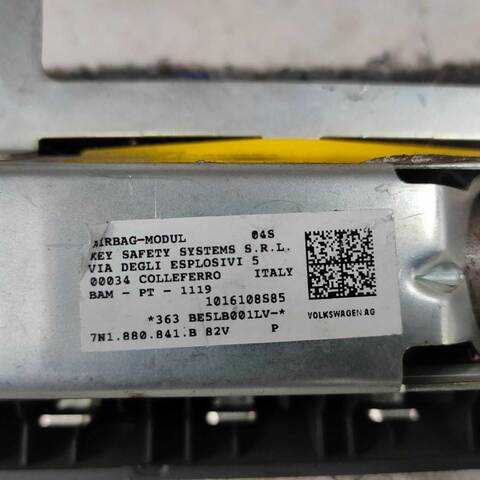 AIRBAG-MODUL 04S
KEY SAFETY SYSTEMS S.R.L.
VIA DEGLI ESPLOSIVI 5
00034 COLLEFERRO ITALY
BAM - PT - 1119
1016108S85
*363 BE5LB001LV-*
7N1.880.841.B 82V P
VOLKSWAGEN AG